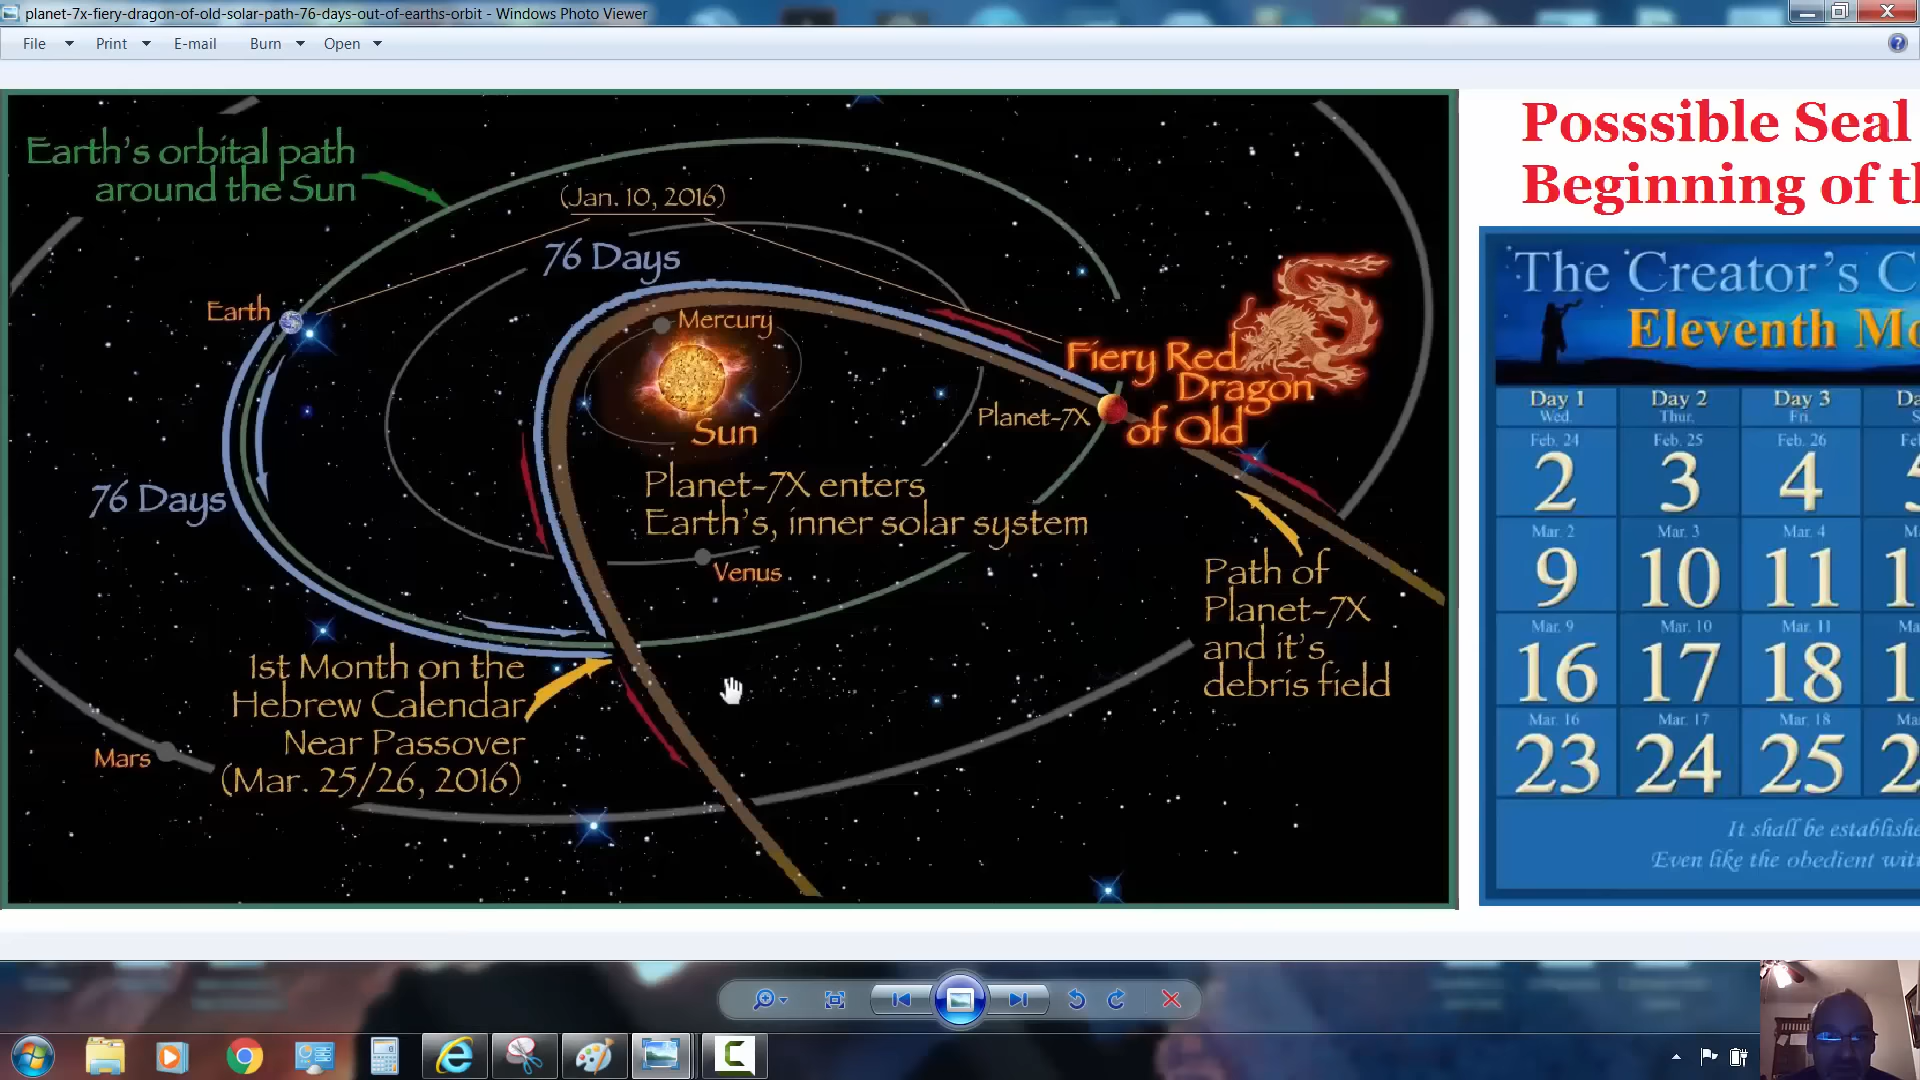 planet-7x-fiery-dragon-of-old-solar-path-76-days-out-of-earths-orbit - Windows Photo Viewer
File Print E-mail Burn Open
Earth's orbital path
around the Sun
(Jan. 10, 2016)
76 Days
Earth
Mercury
Sun
Fiery Red
Dragon
of Old
Planet-7X
76 Days
Planet-7X enters
Earth's, inner solar system
Venus
Path of
Planet-7X
and it's
debris field
1st Month on the
Hebrew Calendar
Near Passover
(Mar. 25/26, 2016)
Mars
Posssible Seal
Beginning of
The Creator's
Eleventh
Day 1 Day 2 Day 3
Wed. Thur. Fri.
Feb. 24 Feb. 25 Feb. 26
2 3 4
Mar. 2 Mar. 3 Mar. 4
9 10 11
Mar. 9 Mar. 10 Mar. 11
16 17 18
Mar. 16 Mar. 17 Mar. 18
23 24 25
It shall be
Even like the obedient